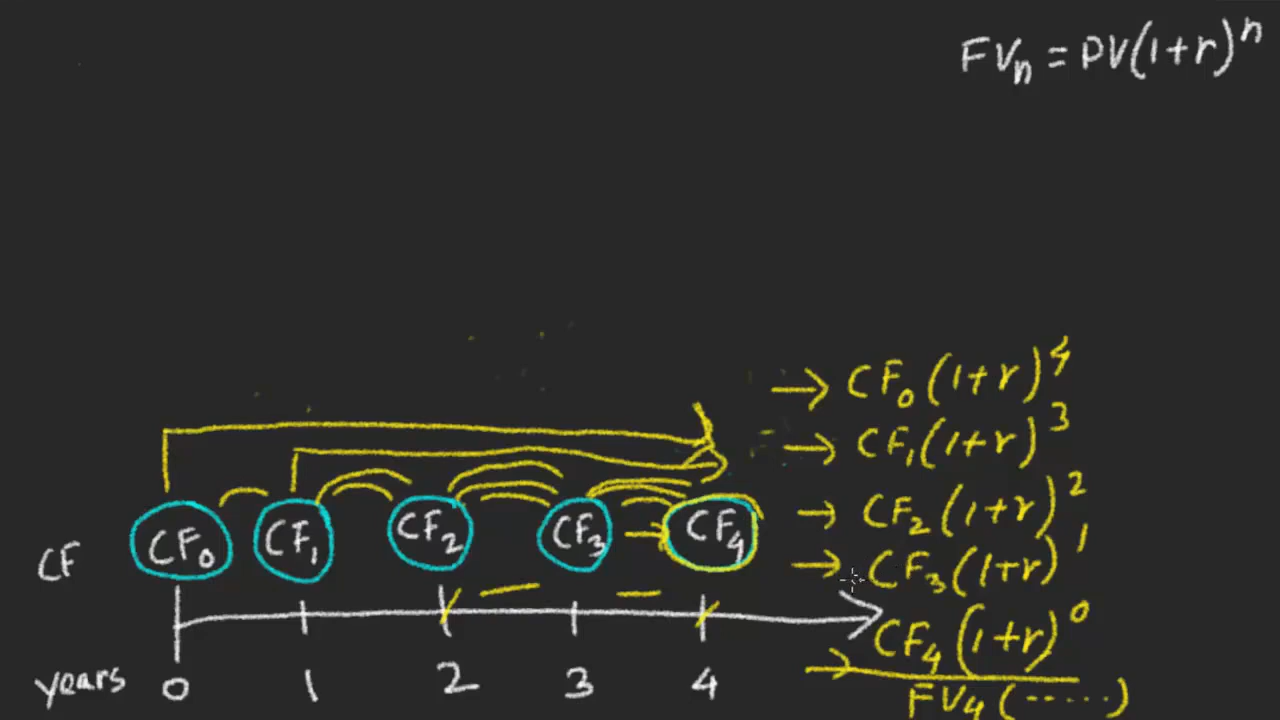 FVn = PV(1+r)^n
→ CF₀(1+r)⁴
→ CF₁(1+r)³
→ CF₂(1+r)²
→ CF₃(1+r)¹
→ CF₄(1+r)⁰
FV₄(......)
CF CF₀ CF₁ CF₂ CF₃ CF₄
years 0 1 2 3 4